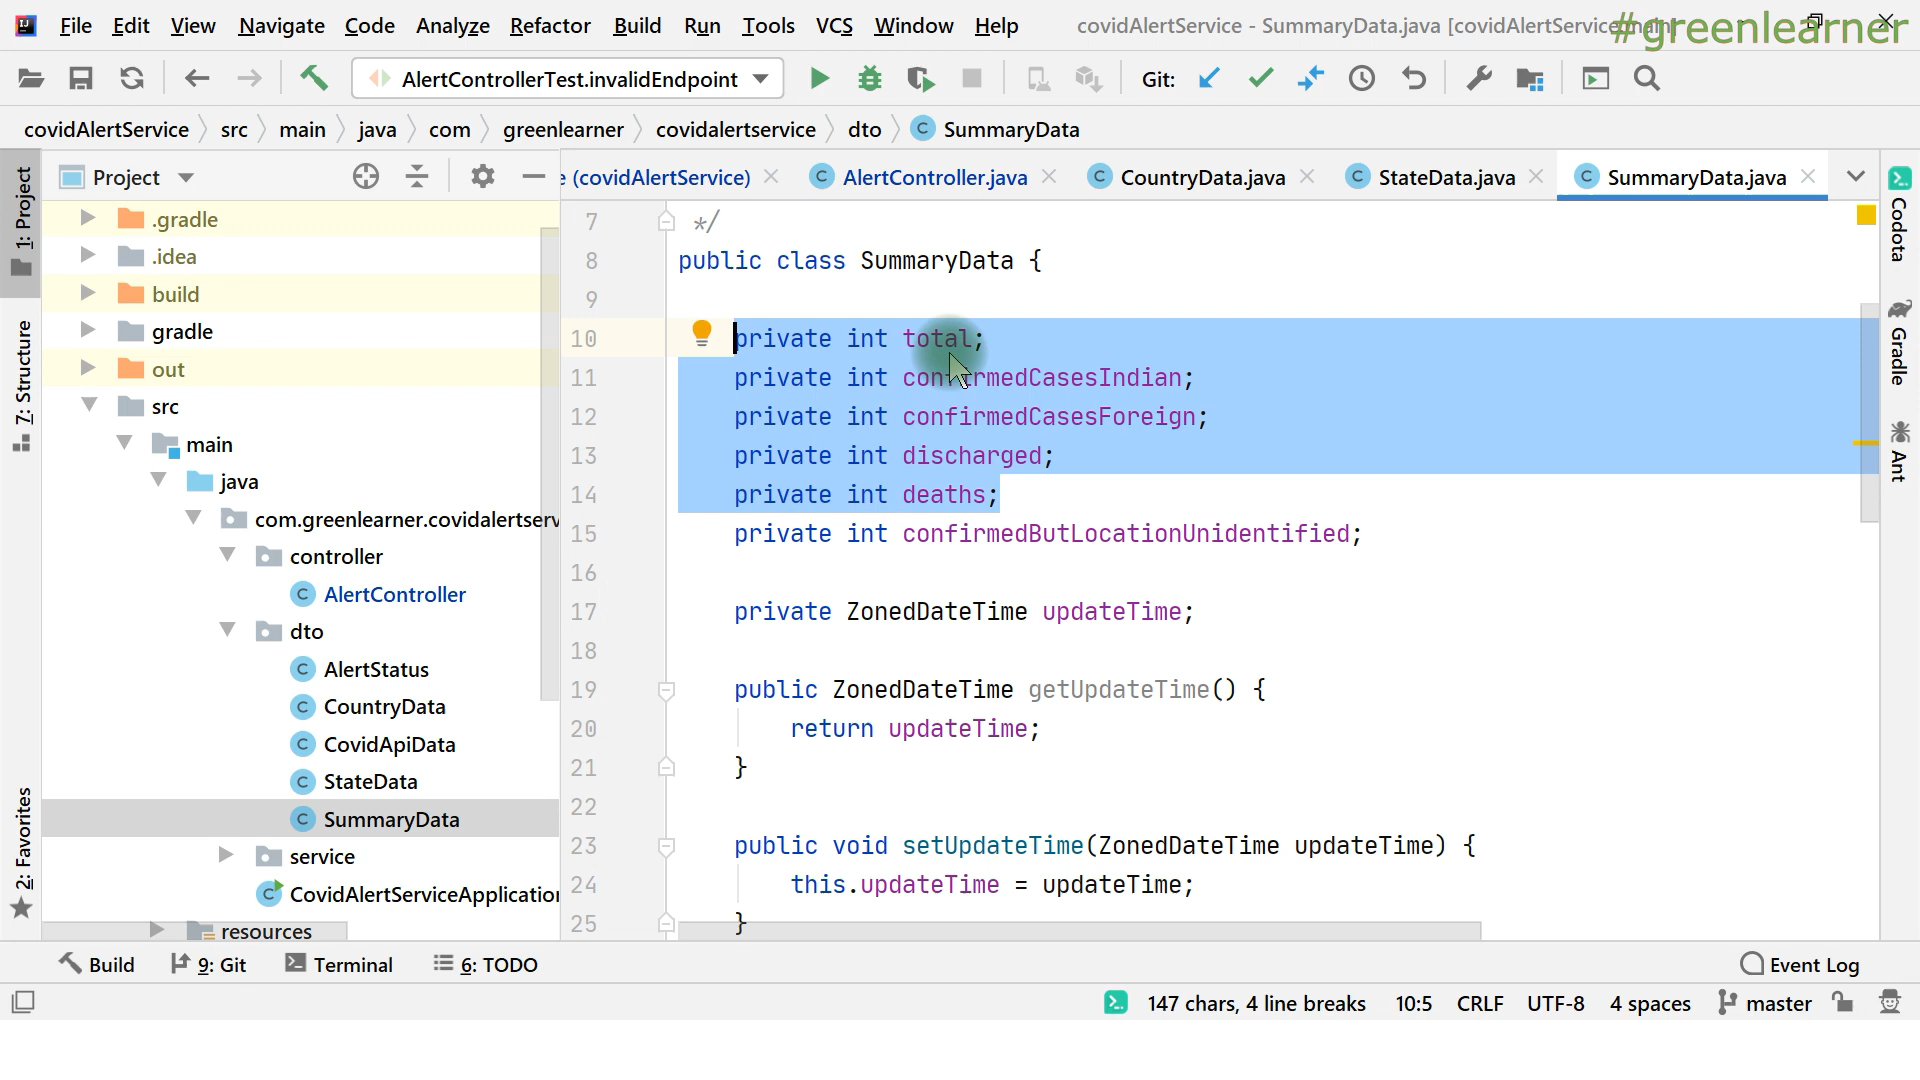 File Edit View Navigate Code Analyze Refactor Build Run Tools VCS Window Help covidAlertService - SummaryData.java [covidAlertService
#greenlearner
AlertControllerTest.invalidEndpoint Git:
covidAlertService src main java com greenlearner covidalertservice dto SummaryData
Project
e (covidAlertService) AlertController.java CountryData.java StateData.java SummaryData.java
1: Project
7: Structure
2: Favorites
.gradle
.idea
build
gradle
out
src
main
java
com.greenlearner.covidalertserv
controller
AlertController
dto
AlertStatus
CountryData
CovidApiData
StateData
SummaryData
service
CovidAlertServiceApplication
resources
7 */
8 public class SummaryData {
9
10 private int total;
11 private int confirmedCasesIndian;
12 private int confirmedCasesForeign;
13 private int discharged;
14 private int deaths;
15 private int confirmedButLocationUnidentified;
16
17 private ZonedDateTime updateTime;
18
19 public ZonedDateTime getUpdateTime() {
20 return updateTime;
21 }
22
23 public void setUpdateTime(ZonedDateTime updateTime) {
24 this.updateTime = updateTime;
25 }
Codota
Gradle
Ant
Build 9: Git Terminal 6: TODO Event Log
147 chars, 4 line breaks 10:5 CRLF UTF-8 4 spaces master